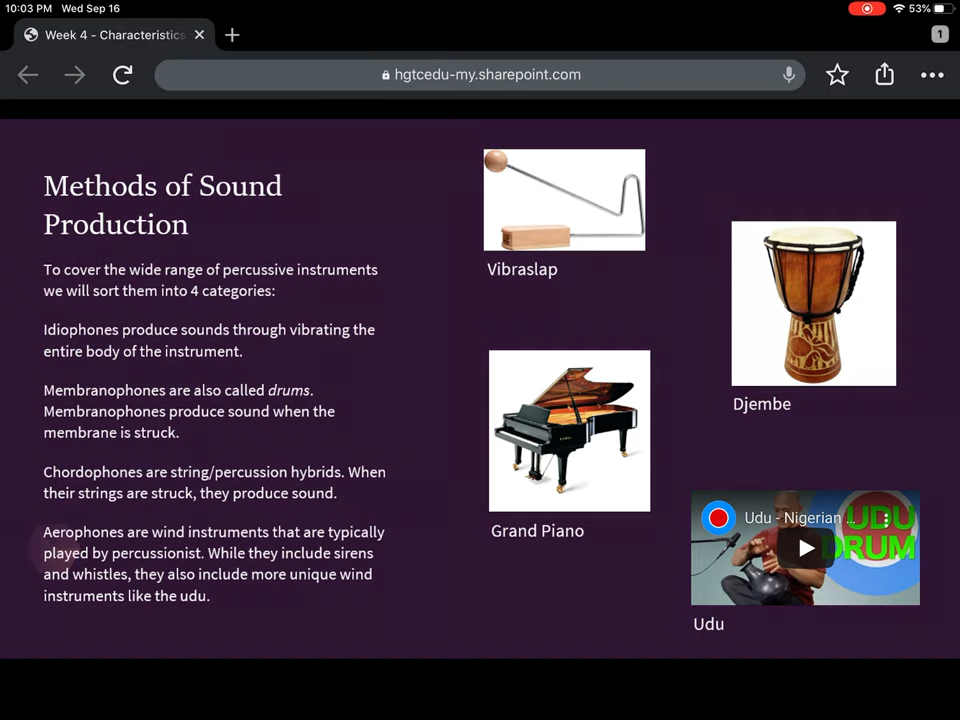 10:03 PM Wed Sep 16
53%
Week 4 - Characteristics
1
hgtcedu-my.sharepoint.com
Methods of Sound
Production
To cover the wide range of percussive instruments
we will sort them into 4 categories:
Idiophones produce sounds through vibrating the
entire body of the instrument.
Membranophones are also called drums.
Membranophones produce sound when the
membrane is struck.
Chordophones are string/percussion hybrids. When
their strings are struck, they produce sound.
Aerophones are wind instruments that are typically
played by percussionist. While they include sirens
and whistles, they also include more unique wind
instruments like the udu.
Vibraslap
Djembe
Grand Piano
Udu - Nigerian ...
UDU
DRUM
Udu